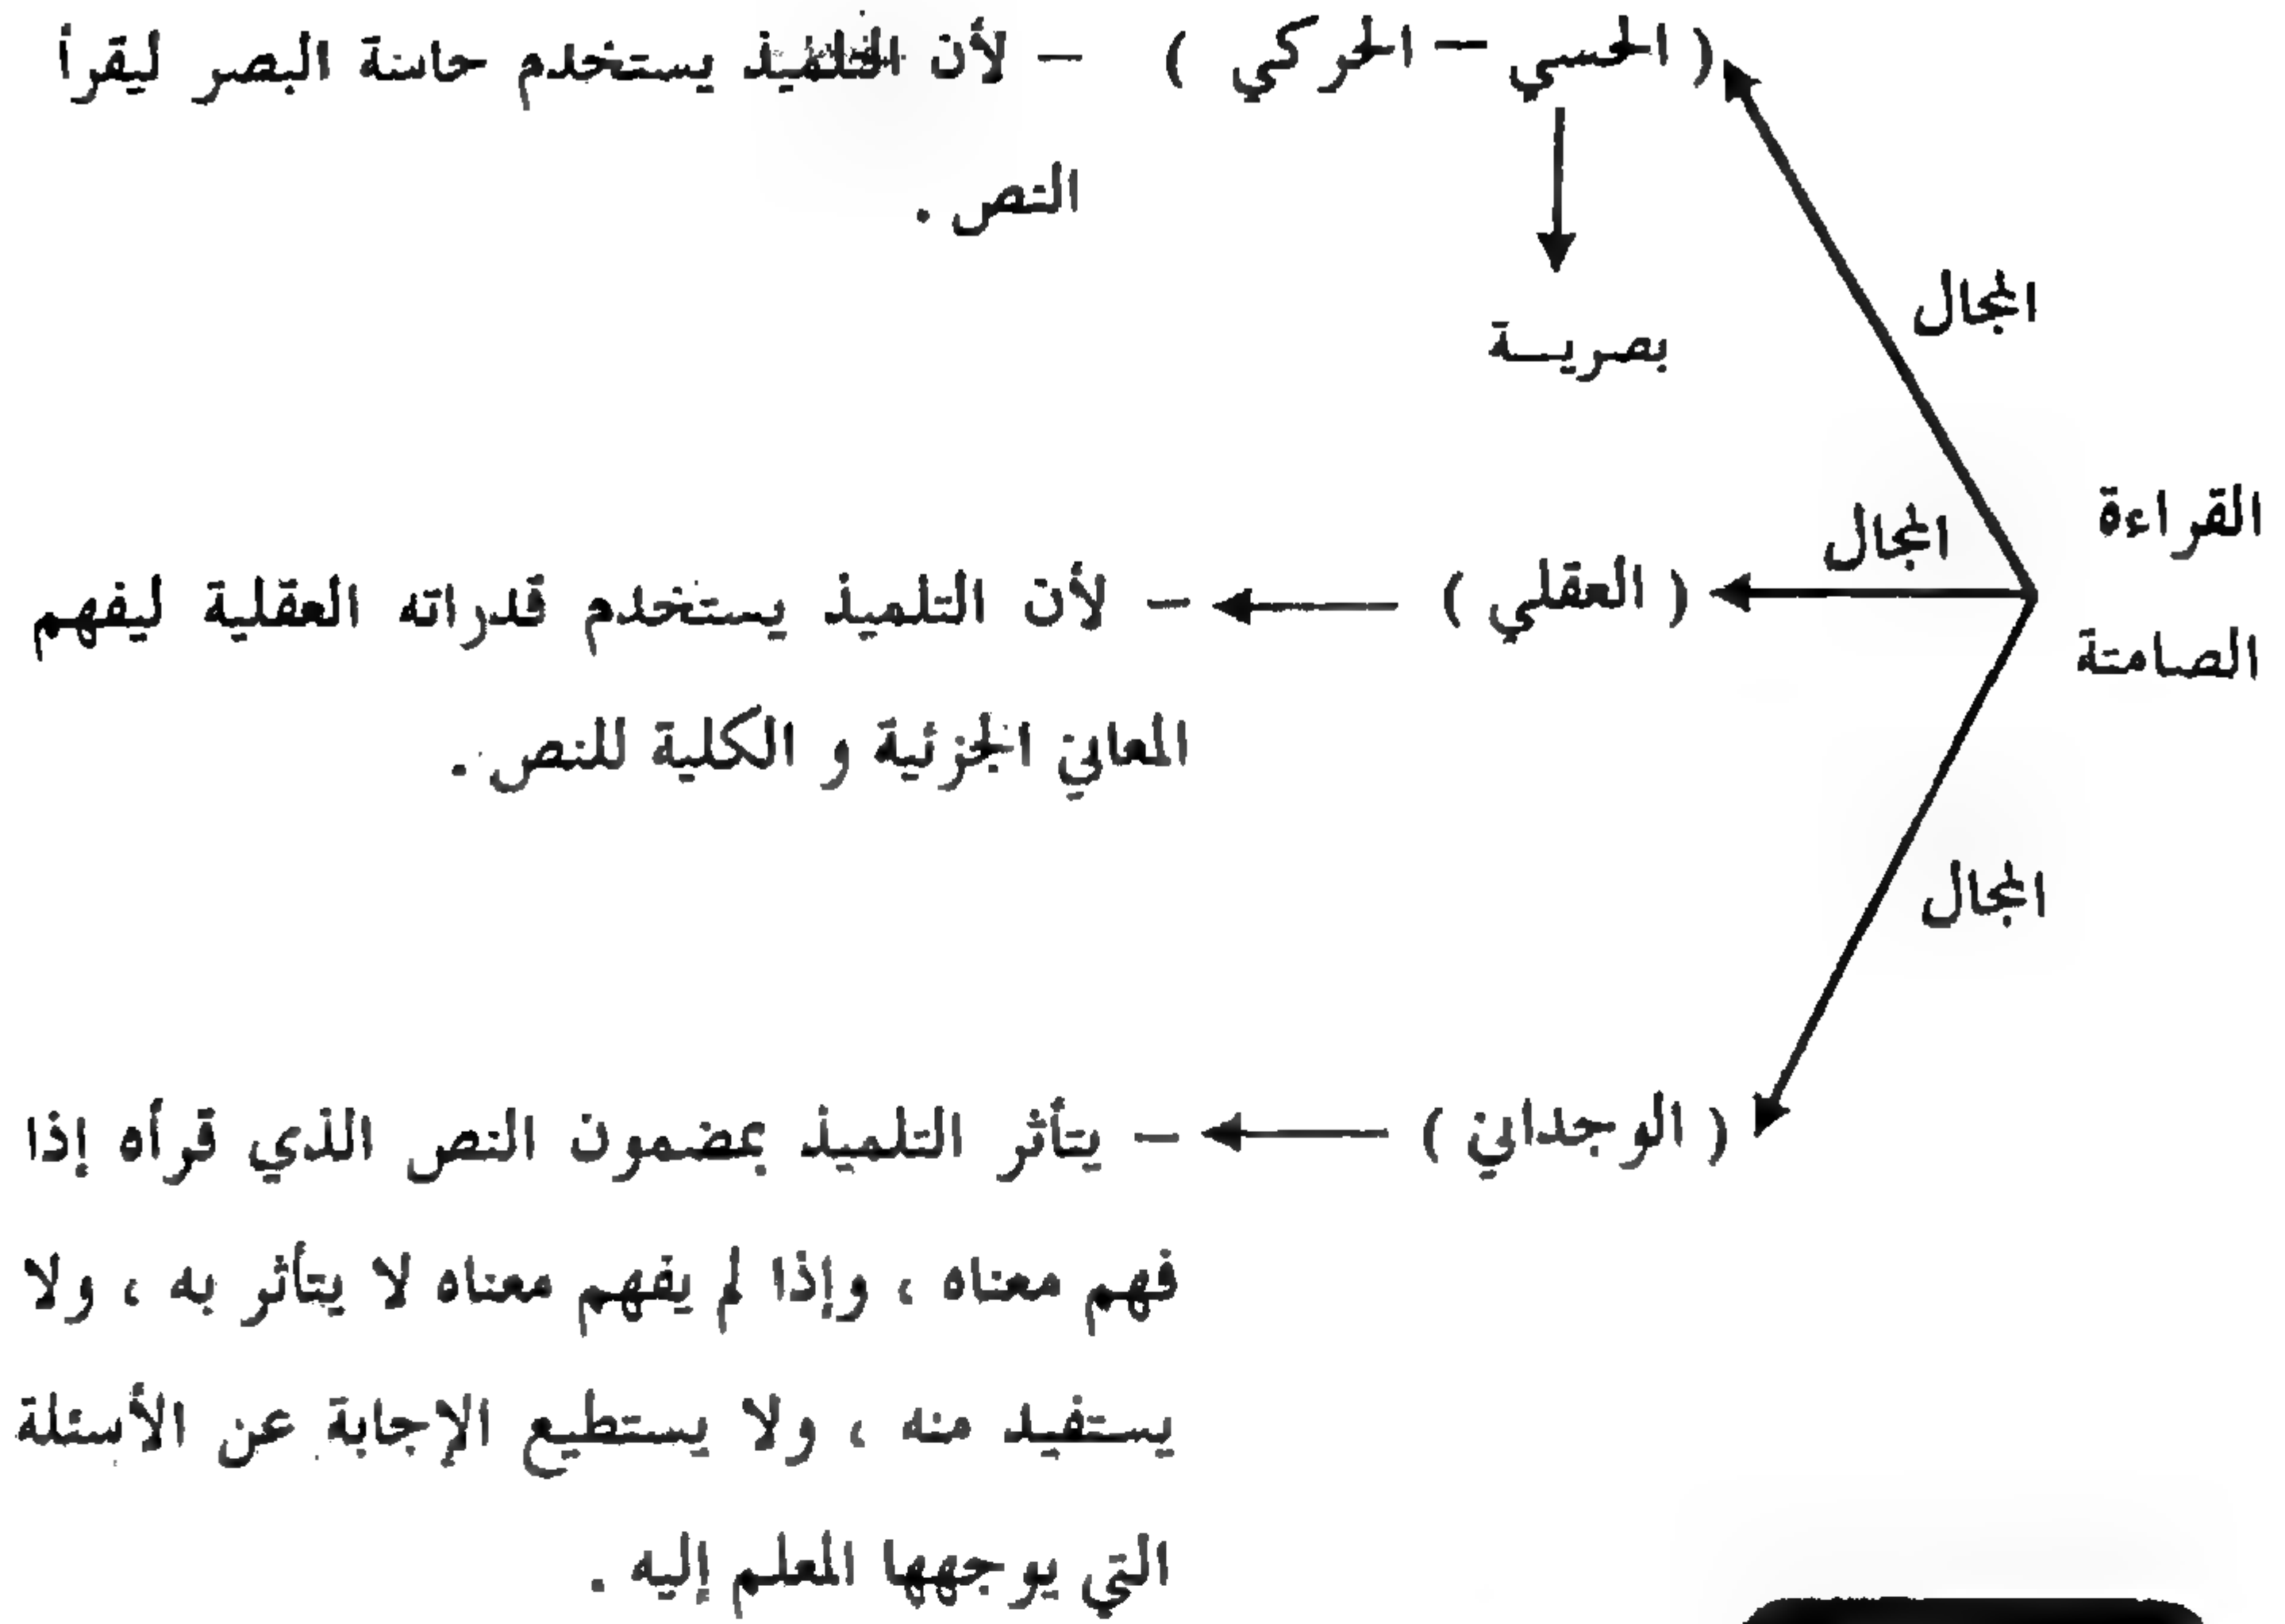 ( الحسي – الحركي ) – لأن التلميذ يستخدم حاسة البصر ليقرأ
النص .
بصريــة
المجال
القراءة
الصامتة
المجال
( العقلي ) – لأن التلميذ يستخدم قدراته العقلية ليفهم
المعاني الجزئية و الكلية للنص .
المجال
( الوجداني ) – يتأثر التلميذ بمضمون النص الذي قرأه إذا
فهم معناه ، وإذا لم يفهم معناه لا يتأثر به ، ولا
يستفيد منه ، ولا يستطيع الإجابة عن الأسئلة
التي يوجهها المعلم إليه .